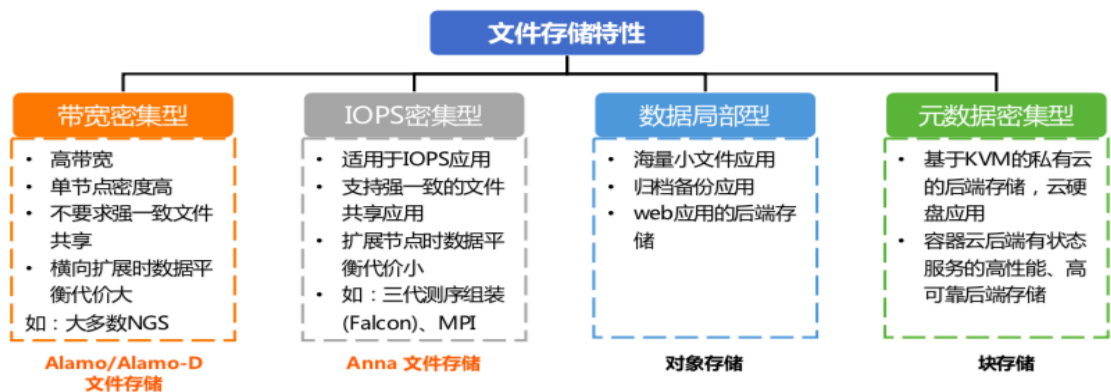 文件存储特性
带宽密集型
• 高带宽
• 单节点密度高
• 不要求强一致文件
共享
• 横向扩展时数据平
衡代价大
如：大多数NGS
Alamo/Alamo-D
文件存储
IOPS密集型
• 适用于IOPS应用
• 支持强一致的文件
共享应用
• 扩展节点时数据平
衡代价小
• 如：三代测序组装
(Falcon)、MPI
Anna 文件存储
数据局部型
• 海量小文件应用
• 归档备份应用
• web应用的后端存
储
对象存储
元数据密集型
• 基于KVM的私有云
的后端存储，云硬
盘应用
• 容器云后端有状态
服务的高性能、高
可靠后端存储
块存储